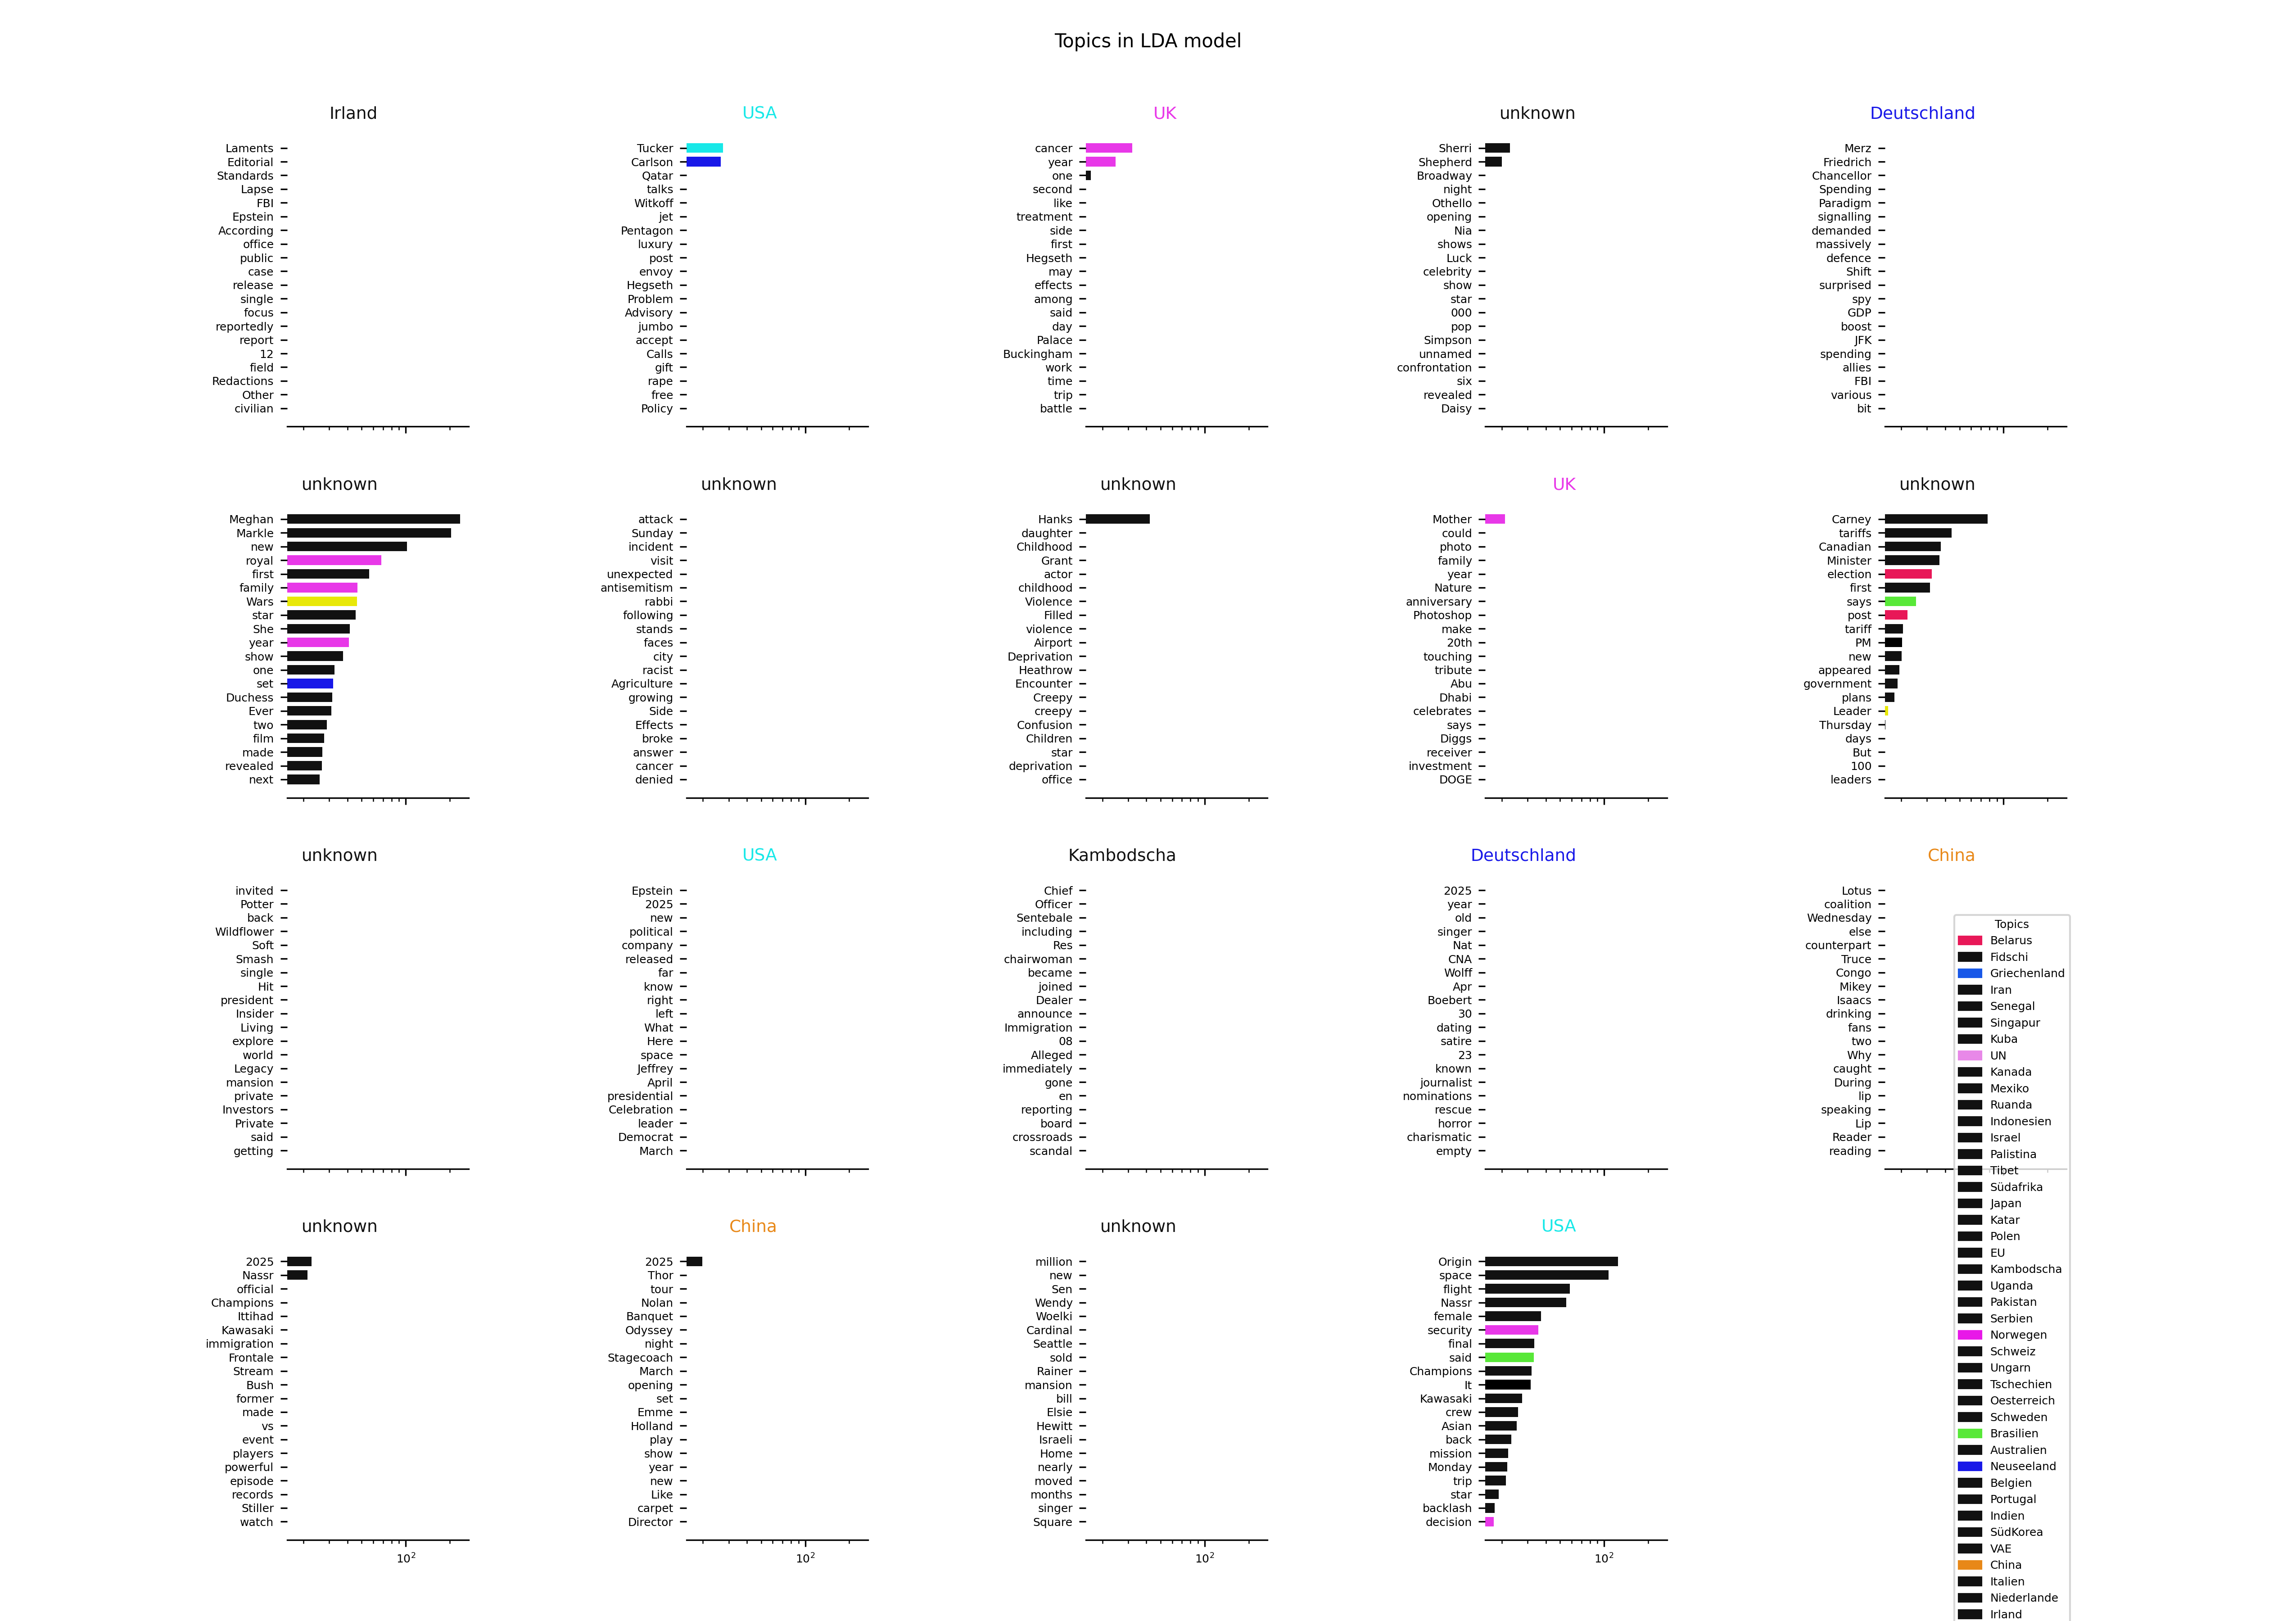 Topics in LDA model
Irland
Laments
Editorial
Standards
Lapse
FBI
Epstein
According
office
public
case
release
single
focus
reportedly
report
12
field
Redactions
Other
civilian
USA
Tucker
Carlson
Qatar
talks
Witkoff
jet
Pentagon
luxury
post
envoy
Hegseth
Problem
Advisory
jumbo
accept
Calls
gift
rape
free
Policy
UK
cancer
year
one
second
like
treatment
side
first
Hegseth
may
effects
among
said
day
Palace
Buckingham
work
time
trip
battle
unknown
Sherri
Shepherd
Broadway
night
Othello
opening
Nia
shows
Luck
celebrity
show
star
000
pop
Simpson
unnamed
confrontation
six
revealed
Daisy
Deutschland
Merz
Friedrich
Chancellor
Spending
Paradigm
signalling
demanded
massively
defence
Shift
surprised
spy
GDP
boost
JFK
spending
allies
FBI
various
bit
unknown
Meghan
Markle
new
royal
first
family
Wars
star
She
year
show
one
set
Duchess
Ever
two
film
made
revealed
next
unknown
attack
Sunday
incident
visit
unexpected
antisemitism
rabbi
following
stands
faces
city
racist
Agriculture
growing
Side
Effects
broke
answer
cancer
denied
unknown
Hanks
daughter
Childhood
Grant
actor
childhood
Violence
Filled
violence
Airport
Deprivation
Heathrow
Encounter
Creepy
creepy
Confusion
Children
star
deprivation
office
UK
Mother
could
photo
family
year
Nature
anniversary
Photoshop
make
20th
touching
tribute
Abu
Dhabi
celebrates
says
Diggs
receiver
investment
DOGE
unknown
Carney
tariffs
Canadian
Minister
election
first
says
post
tariff
PM
new
appeared
government
plans
Leader
Thursday
days
But
100
leaders
unknown
invited
Potter
back
Wildflower
Soft
Smash
single
Hit
president
Insider
Living
explore
world
Legacy
mansion
private
Investors
Private
said
getting
USA
Epstein
2025
new
political
company
released
far
know
right
left
What
Here
space
Jeffrey
April
presidential
Celebration
leader
Democrat
March
Kambodscha
Chief
Officer
Sentebale
including
Res
chairwoman
became
joined
Dealer
announce
Immigration
08
Alleged
immediately
gone
en
reporting
board
crossroads
scandal
Deutschland
2025
year
old
singer
Nat
CNA
Wolff
Apr
Boebert
30
dating
satire
23
known
journalist
nominations
rescue
horror
charismatic
empty
China
Lotus
coalition
Wednesday
else
counterpart
Truce
Congo
Mikey
Isaacs
drinking
fans
two
Why
caught
During
lip
speaking
Lip
Reader
reading
unknown
2025
Nassr
official
Champions
Ittihad
Kawasaki
immigration
Frontale
Stream
Bush
former
made
vs
event
players
powerful
episode
records
Stiller
watch
10²
China
2025
Thor
tour
Nolan
Banquet
Odyssey
night
Stagecoach
March
opening
set
Emme
Holland
play
show
year
new
Like
carpet
Director
10²
unknown
million
new
Sen
Wendy
Woelki
Cardinal
Seattle
sold
Rainer
mansion
bill
Elsie
Hewitt
Israeli
Home
nearly
moved
months
singer
Square
10²
USA
Origin
space
flight
Nassr
female
security
final
said
Champions
It
Kawasaki
crew
Asian
back
mission
Monday
trip
star
backlash
decision
10²
Topics
Belarus
Fidschi
Griechenland
Iran
Senegal
Singapur
Kuba
UN
Kanada
Mexiko
Ruanda
Indonesien
Israel
Palistina
Tibet
Südafrika
Japan
Katar
Polen
EU
Kambodscha
Uganda
Pakistan
Serbien
Norwegen
Schweiz
Ungarn
Tschechien
Oesterreich
Schweden
Brasilien
Australien
Neuseeland
Belgien
Portugal
Indien
SüdKorea
VAE
China
Italien
Niederlande
Irland